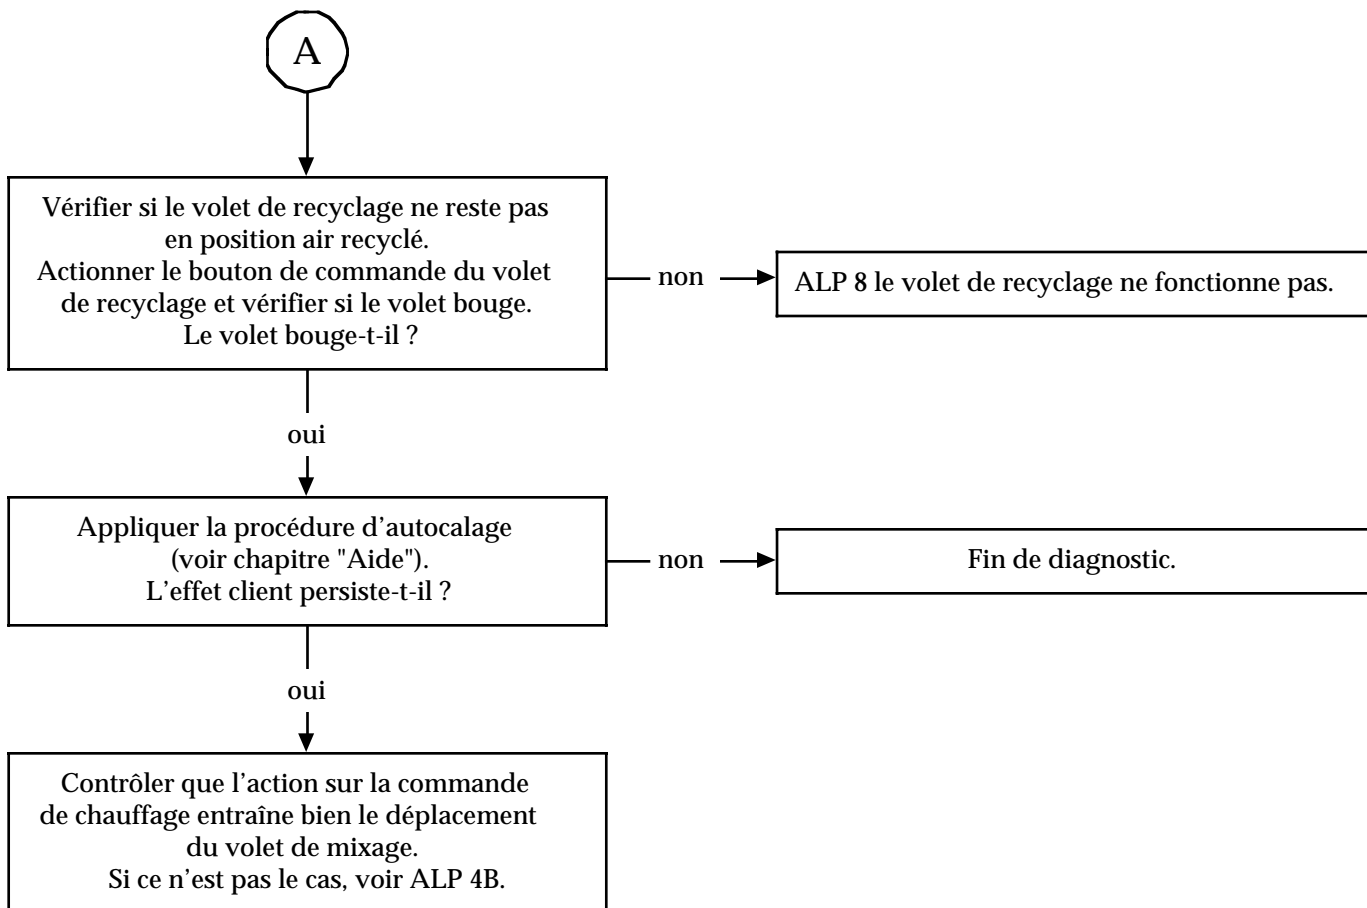 A
Vérifier si le volet de recyclage ne reste pas
en position air recyclé.
Actionner le bouton de commande du volet
de recyclage et vérifier si le volet bouge.
Le volet bouge-t-il ?
non
ALP 8 le volet de recyclage ne fonctionne pas.
oui
Appliquer la procédure d’autocalage
(voir chapitre "Aide").
L’effet client persiste-t-il ?
non
Fin de diagnostic.
oui
Contrôler que l’action sur la commande
de chauffage entraîne bien le déplacement
du volet de mixage.
Si ce n’est pas le cas, voir ALP 4B.